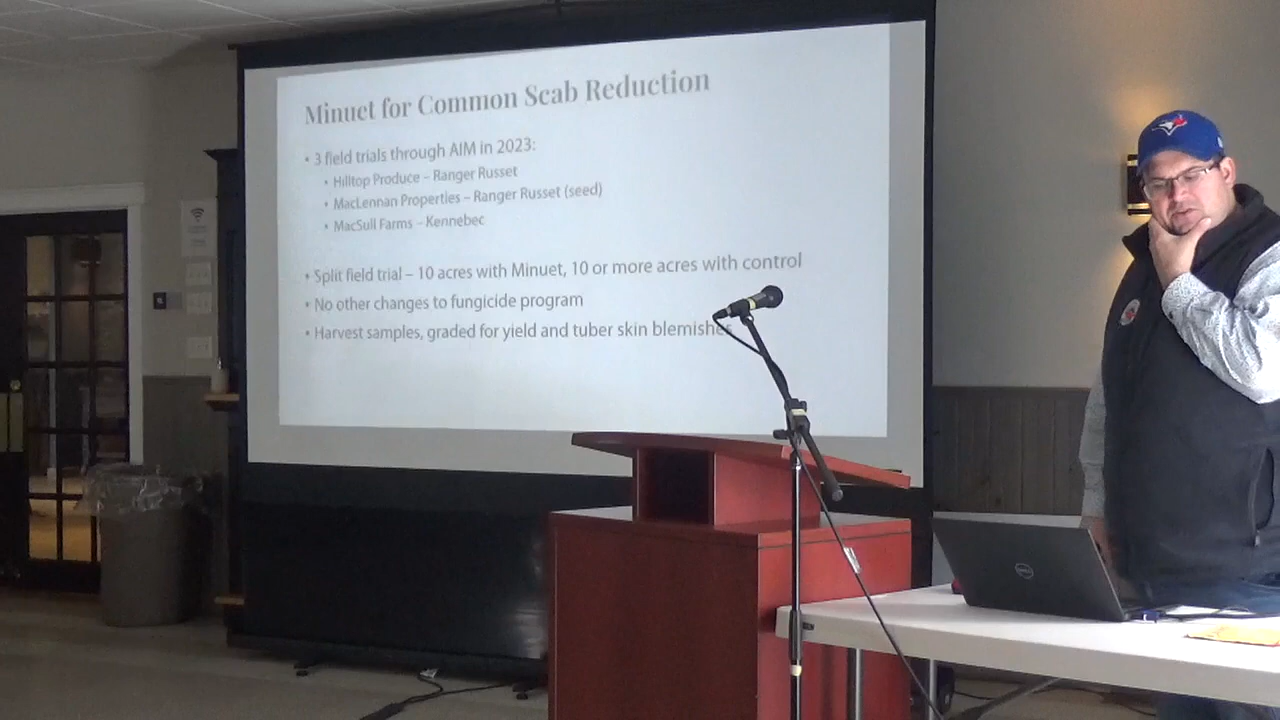 Minuet for Common Scab Reduction
• 3 field trials through AIM in 2023:
• Hilltop Produce – Ranger Russet
• MacLennan Properties – Ranger Russet (seed)
• MacSull Farms – Kennebec
• Split field trial – 10 acres with Minuet, 10 or more acres with control
• No other changes to fungicide program
• Harvest samples, graded for yield and tuber skin blemishes
DELL